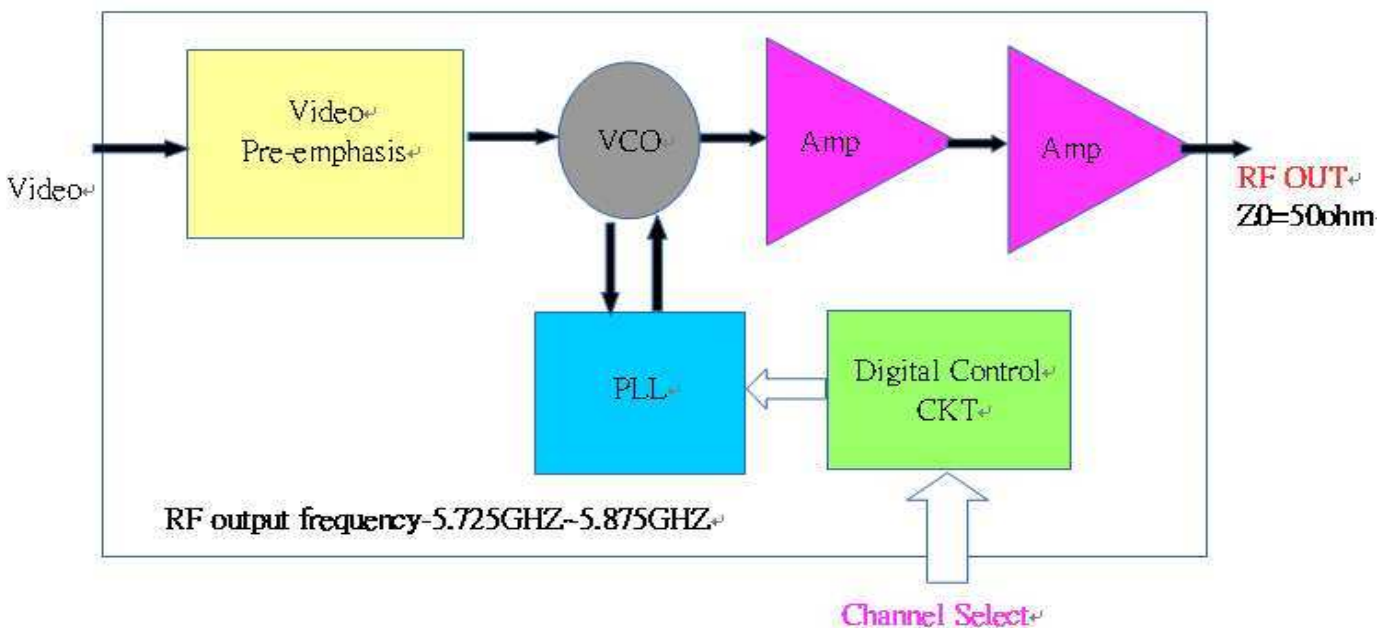 Video↵
Video↵
Pre-emphasis↵
VCO↵
Amp↵
Amp↵
RF OUT↵
Z0=50ohm
PLL↵
Digital Control↵
CKT↵
RF output frequency-5.725GHZ~5.875GHZ↵
Channel Select↵